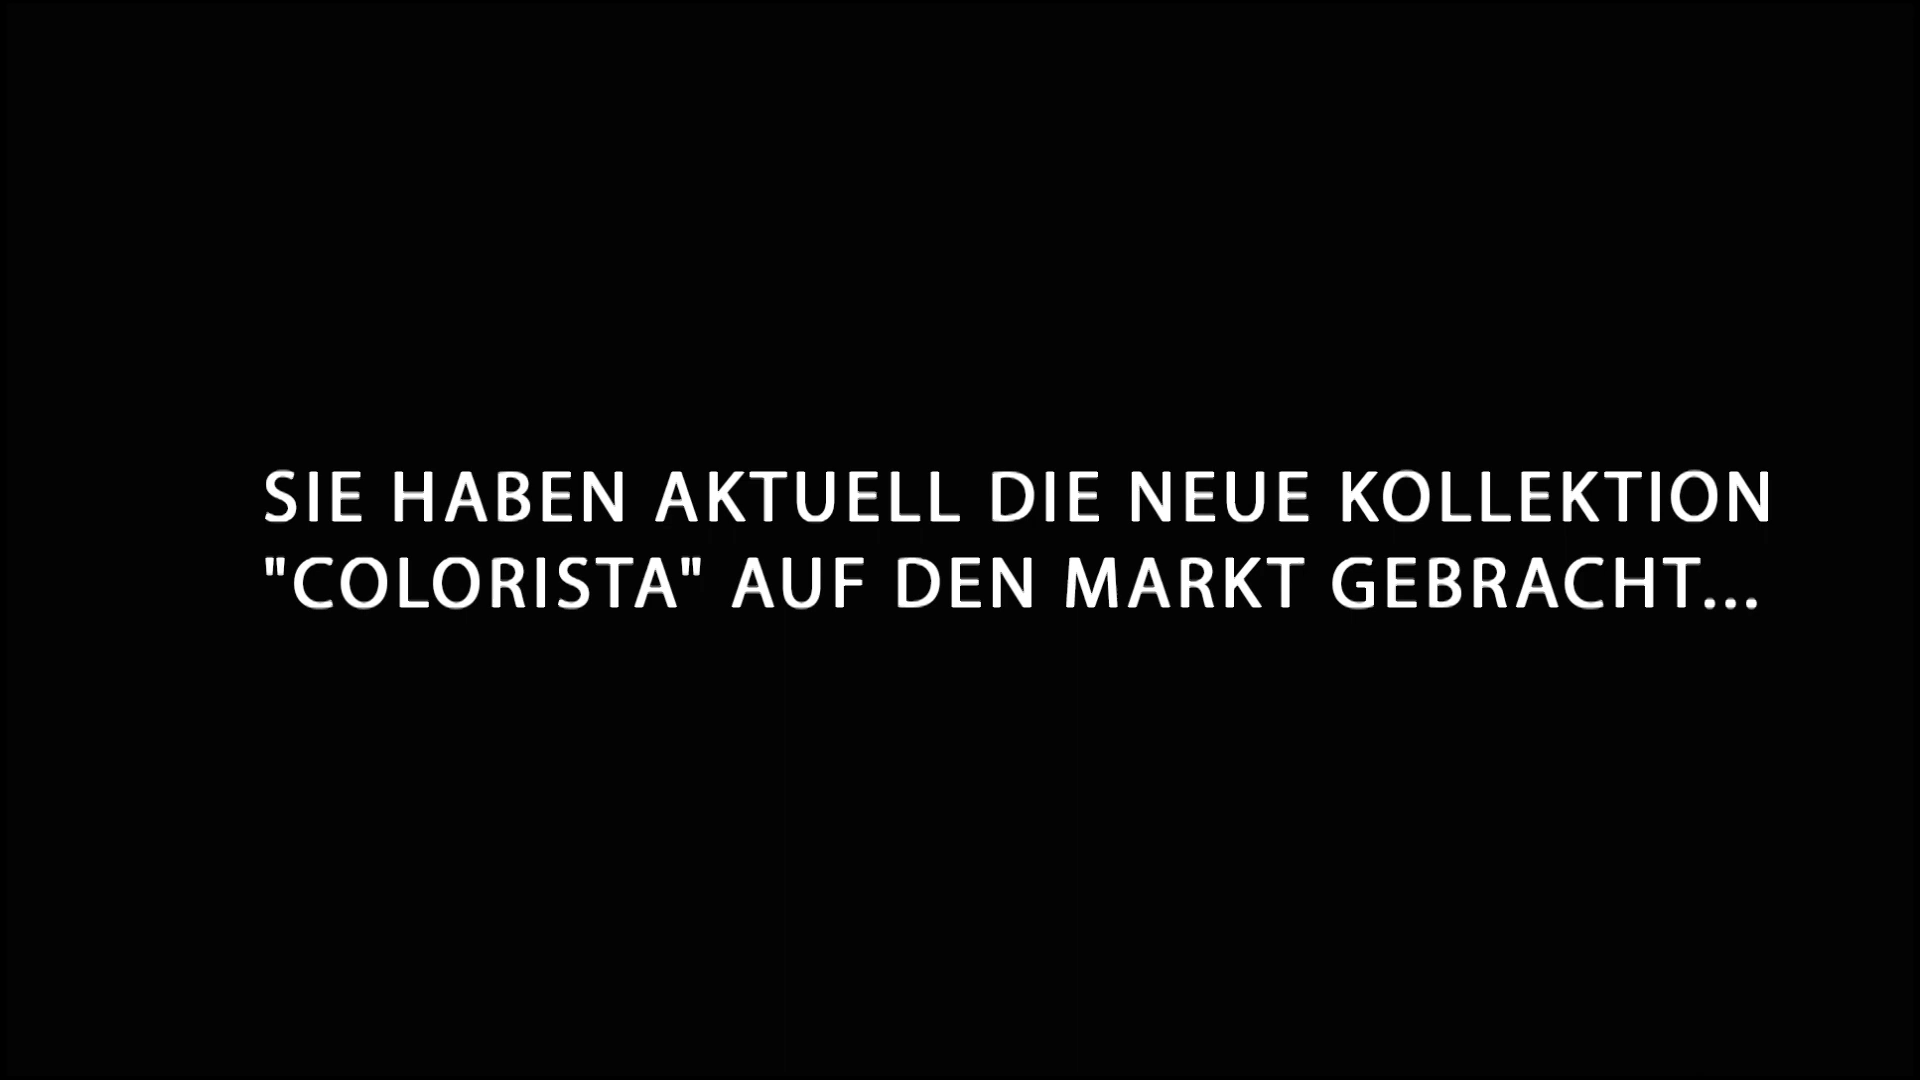 SIE HABEN AKTUELL DIE NEUE KOLLEKTION
"COLORISTA" AUF DEN MARKT GEBRACHT...